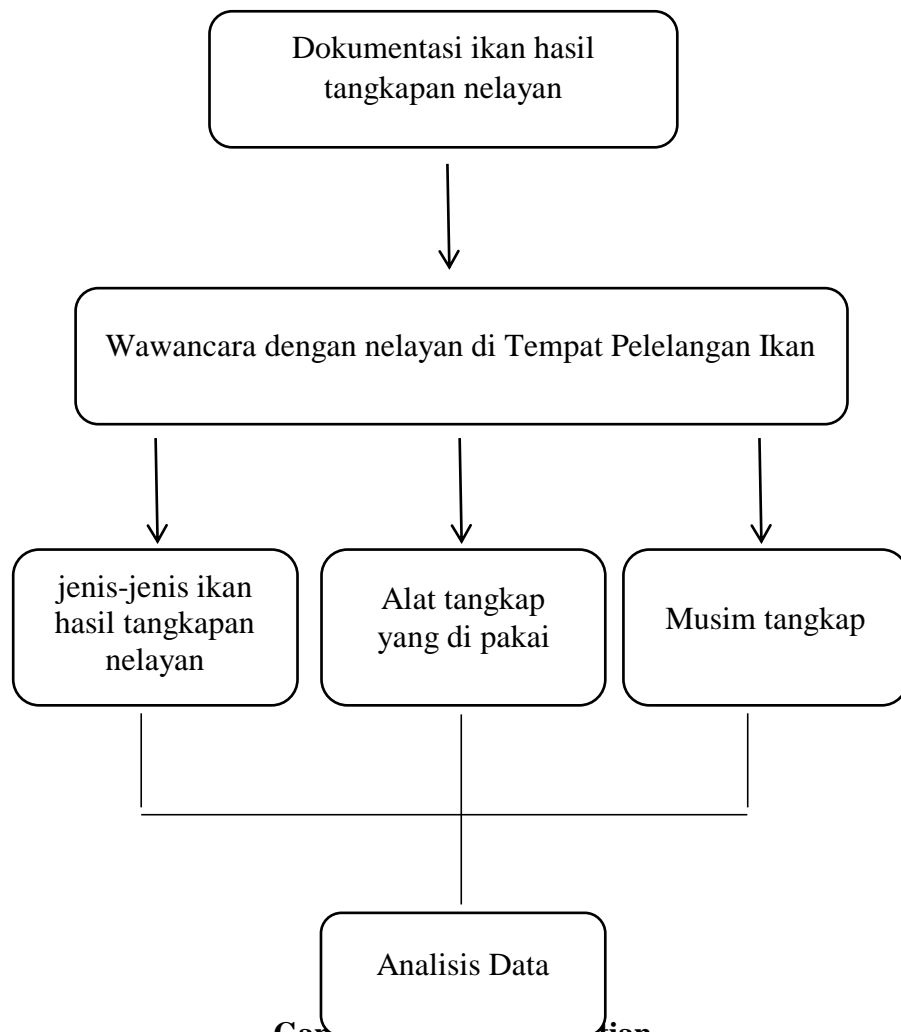 Dokumentasi ikan hasil
tangkapan nelayan
Wawancara dengan nelayan di Tempat Pelelangan Ikan
jenis-jenis ikan
hasil tangkapan
nelayan
Alat tangkap
yang di pakai
Musim tangkap
Analisis Data